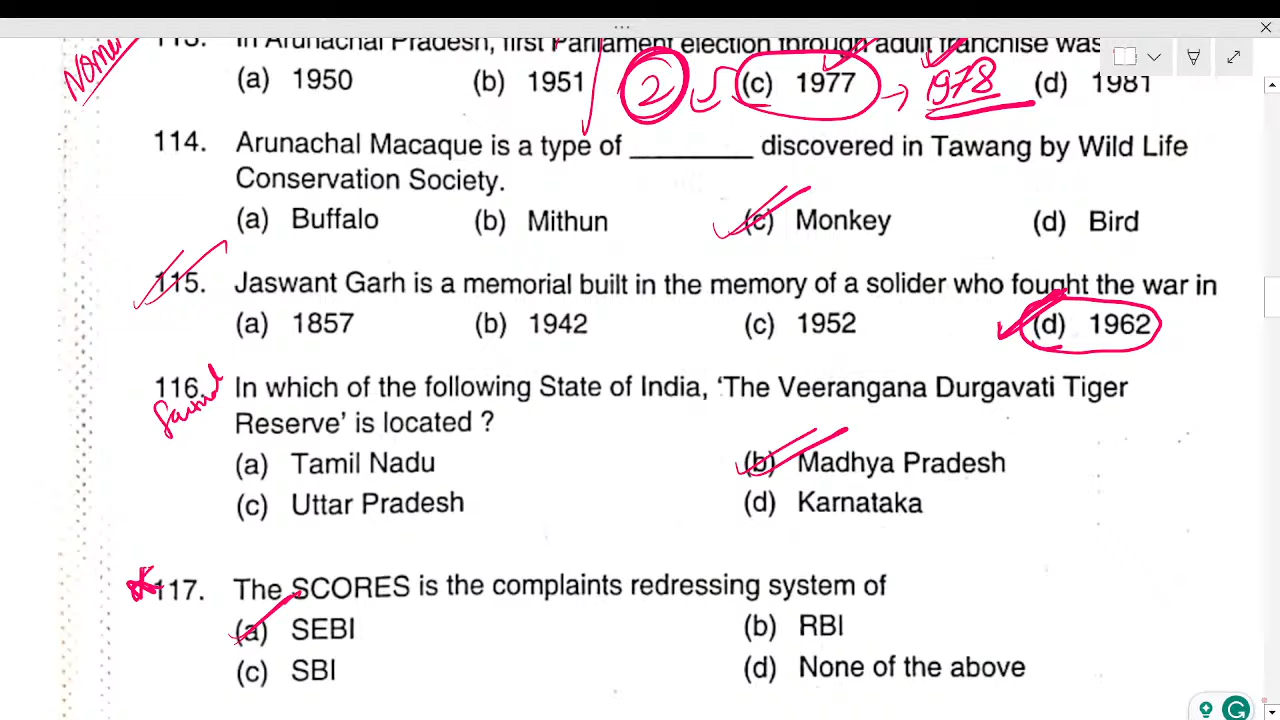 113. In Arunachal Pradesh, first Parliament election through adult franchise was
(a) 1950 (b) 1951 2 (c) 1977 → 1978 (d) 1981
114. Arunachal Macaque is a type of ________ discovered in Tawang by Wild Life
Conservation Society.
(a) Buffalo (b) Mithun (c) Monkey (d) Bird
115. Jaswant Garh is a memorial built in the memory of a solider who fought the war in
(a) 1857 (b) 1942 (c) 1952 (d) 1962
116. In which of the following State of India, ‘The Veerangana Durgavati Tiger
Reserve’ is located ?
(a) Tamil Nadu (b) Madhya Pradesh
(c) Uttar Pradesh (d) Karnataka
117. The SCORES is the complaints redressing system of
(a) SEBI (b) RBI
(c) SBI (d) None of the above